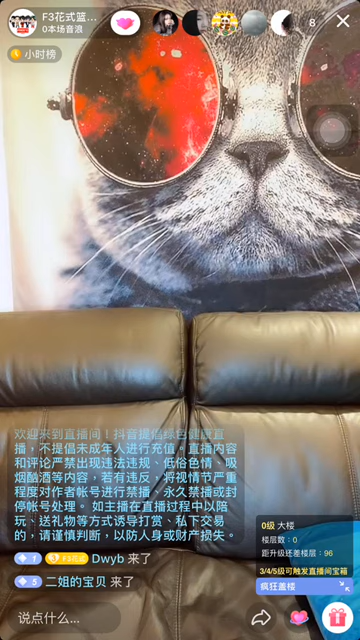 F3花式篮...
0本场音浪
8
小时榜
欢迎来到直播间！抖音提倡绿色健康直
播，不提倡未成年人进行充值。直播内容
和评论严禁出现违法违规、低俗色情、吸
烟酗酒等内容，若有违反，将视情节严重
程度对作者帐号进行禁播、永久禁播或封
停帐号处理。 如主播在直播过程中以陪
玩、送礼物等方式诱导打赏、私下交易
的，请谨慎判断，以防人身或财产损失。
1 F3花式 Dwyb 来了
5 二姐的宝贝 来了
0级 大楼
楼层数：0
距升级还差楼层：96
3/4/5级可触发直播间宝箱
疯狂盖楼
说点什么...